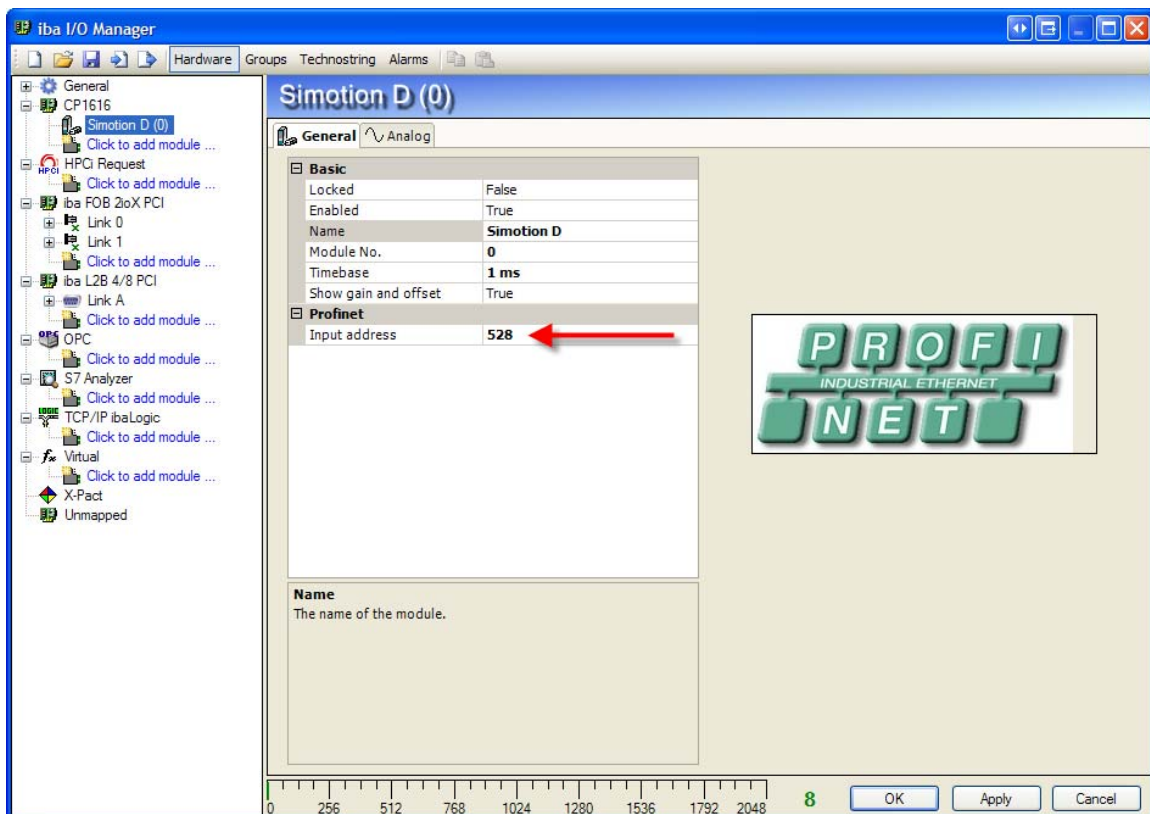 iba I/O Manager
Hardware Groups Technostring Alarms
General
CP1616
Simotion D (0)
Click to add module ...
HPCi Request
Click to add module ...
iba FOB 2ioX PCI
Link 0
Link 1
Click to add module ...
iba L2B 4/8 PCI
Link A
Click to add module ...
OPC
Click to add module ...
S7 Analyzer
Click to add module ...
TCP/IP ibaLogic
Click to add module ...
Virtual
Click to add module ...
X-Pact
Unmapped
Simotion D (0)
General Analog
Basic
Locked False
Enabled True
Name Simotion D
Module No. 0
Timebase 1 ms
Show gain and offset True
Profinet
Input address 528
PROFI
INDUSTRIAL ETHERNET
NET
Name
The name of the module.
0 256 512 768 1024 1280 1536 1792 2048
8 OK Apply Cancel